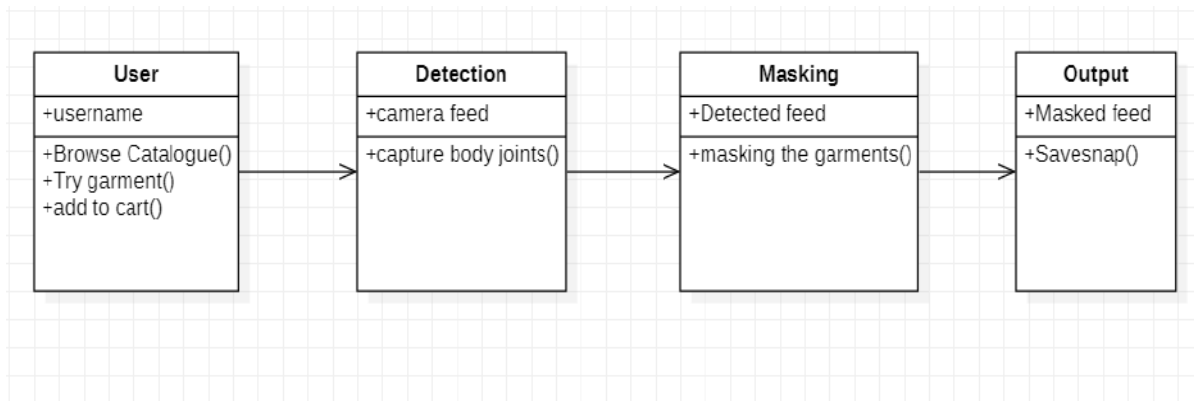 User
+username
+Browse Catalogue()
+Try garment()
+add to cart()
Detection
+camera feed
+capture body joints()
Masking
+Detected feed
+masking the garments()
Output
+Masked feed
+Savesnap()